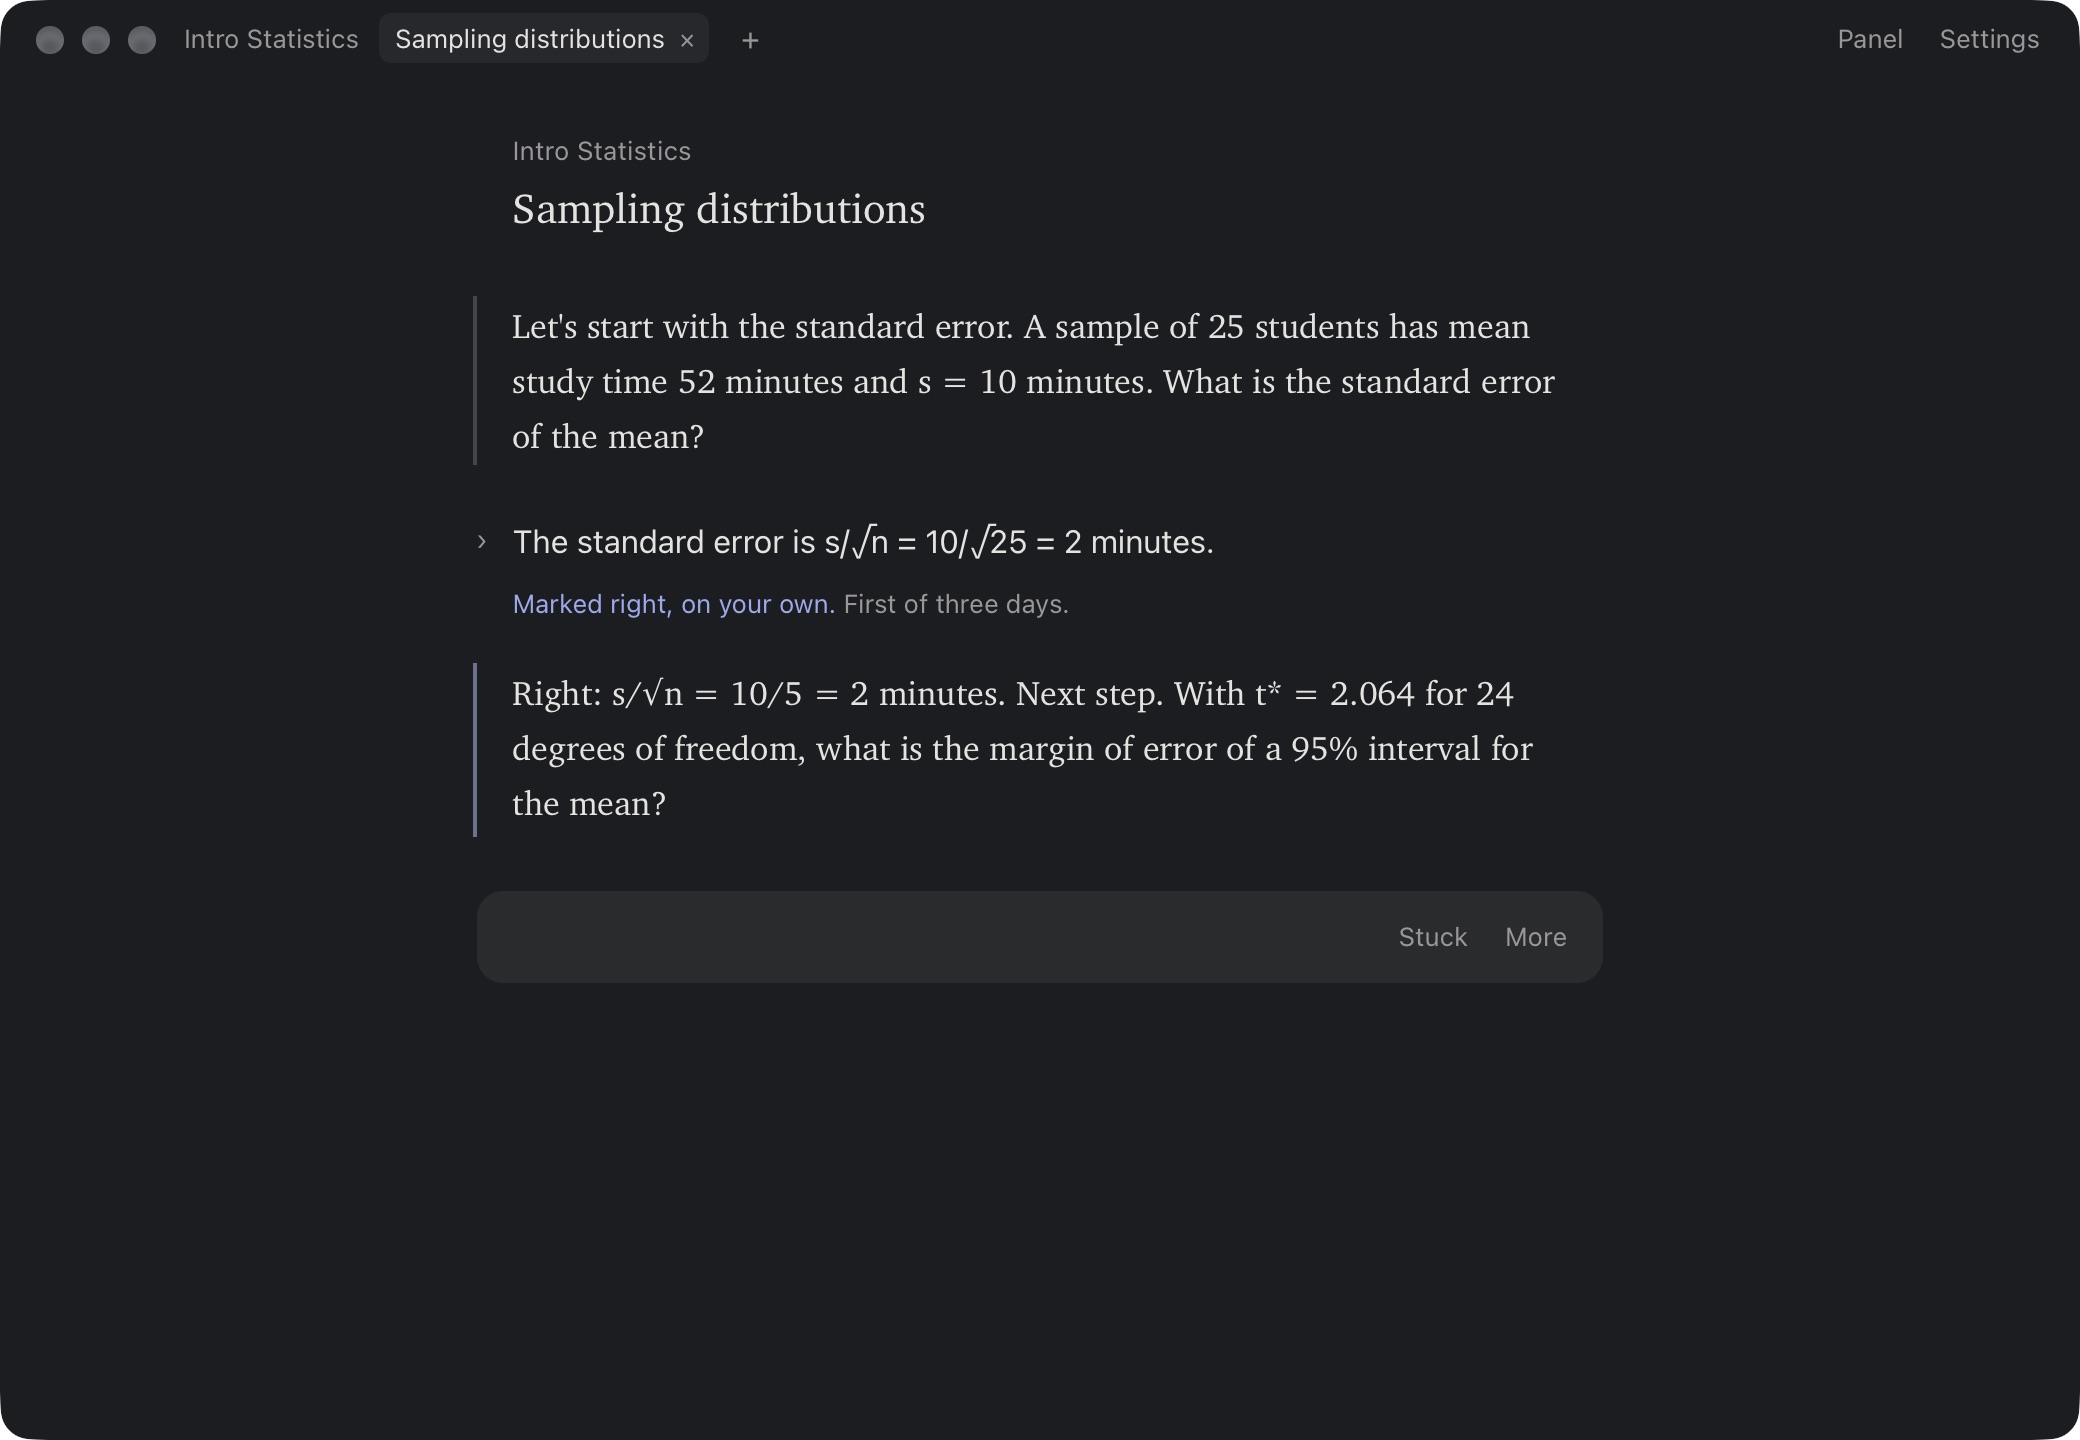 Intro Statistics
Sampling distributions ×
+
Panel
Settings
Intro Statistics
Sampling distributions
Let's start with the standard error. A sample of 25 students has mean
study time 52 minutes and s = 10 minutes. What is the standard error
of the mean?
› The standard error is s/√n = 10/√25 = 2 minutes.
Marked right, on your own. First of three days.
Right: s/√n = 10/5 = 2 minutes. Next step. With t* = 2.064 for 24
degrees of freedom, what is the margin of error of a 95% interval for
the mean?
Stuck
More